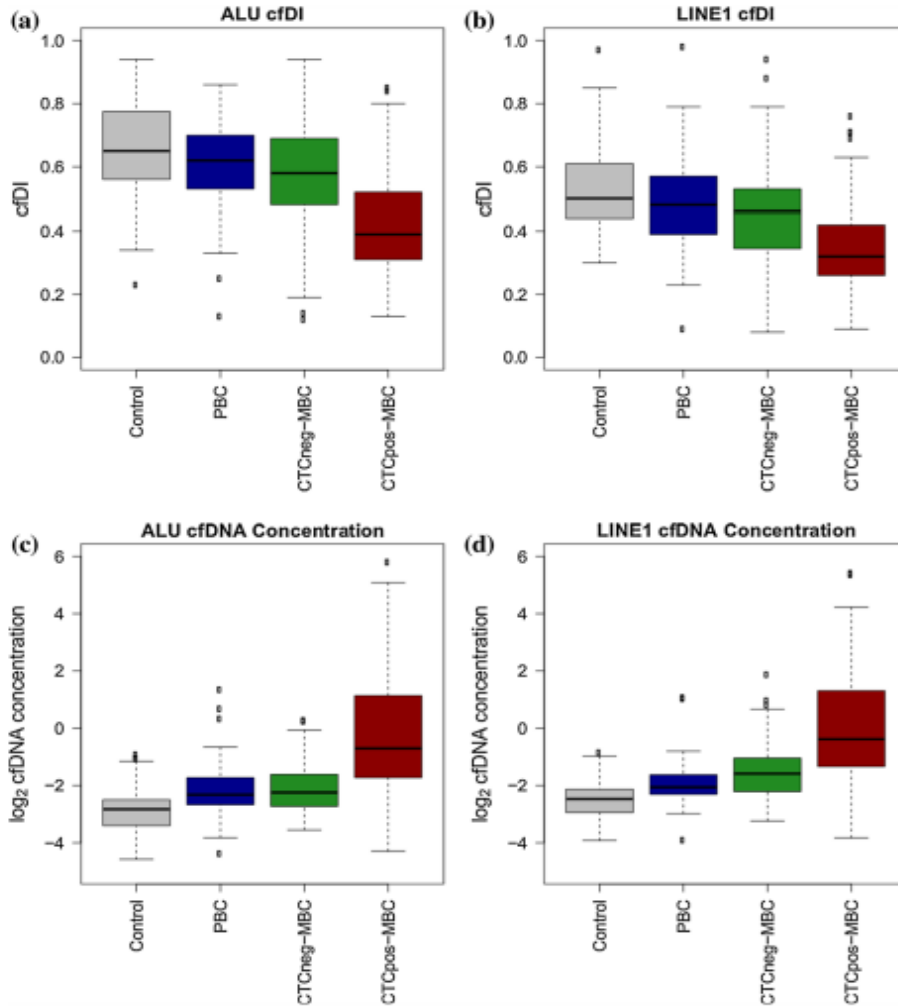 (a) ALU cfDI
cfDI
1.0
0.8
0.6
0.4
0.2
0.0
Control
PBC
CTCneg-MBC
CTCpos-MBC
(b) LINE1 cfDI
cfDI
1.0
0.8
0.6
0.4
0.2
0.0
Control
PBC
CTCneg-MBC
CTCpos-MBC
(c) ALU cfDNA Concentration
log₂ cfDNA concentration
6
4
2
0
−2
−4
Control
PBC
CTCneg-MBC
CTCpos-MBC
(d) LINE1 cfDNA Concentration
log₂ cfDNA concentration
6
4
2
0
−2
−4
Control
PBC
CTCneg-MBC
CTCpos-MBC